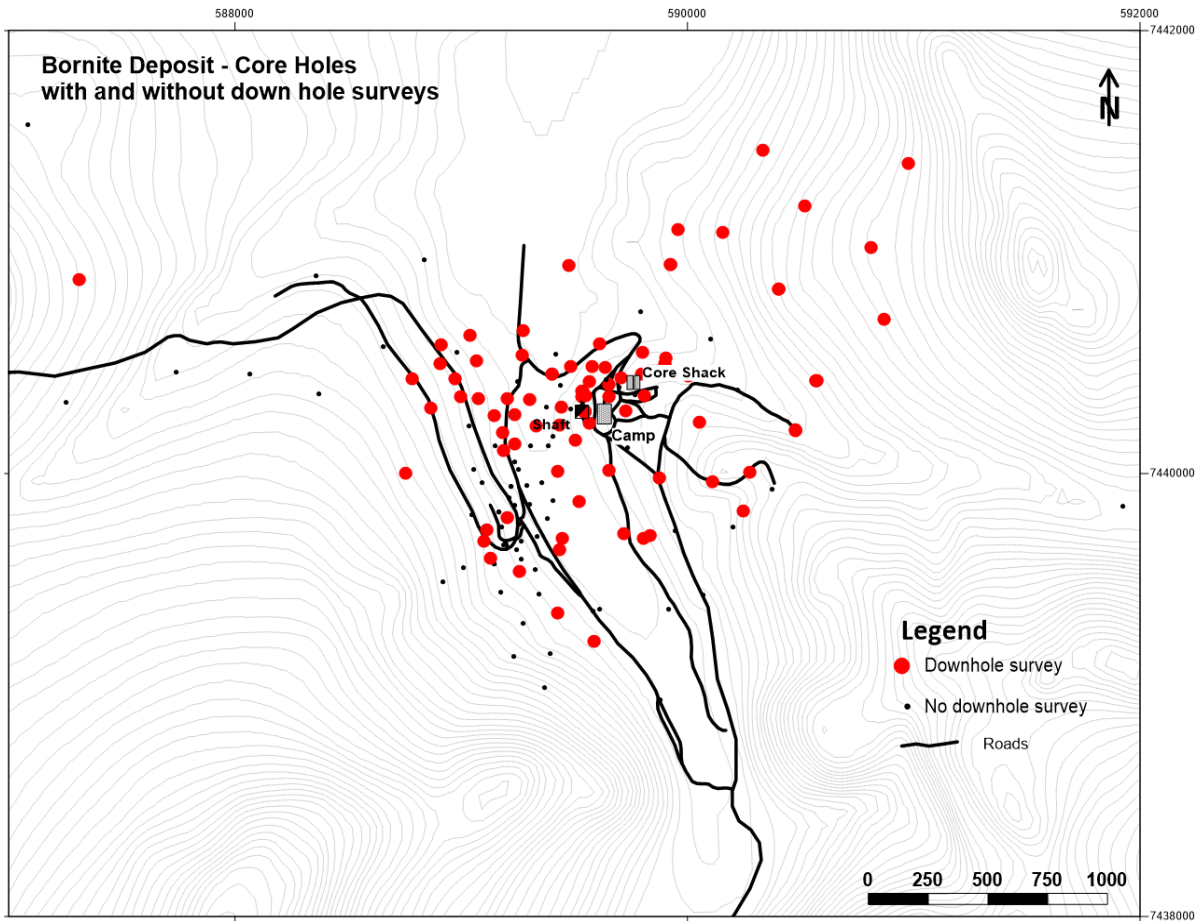 588000
590000
592000
7442000
Bornite Deposit - Core Holes
with and without down hole surveys
N
Core Shack
Shaft
Camp
7440000
Legend
Downhole survey
No downhole survey
Roads
0 250 500 750 1000
7438000